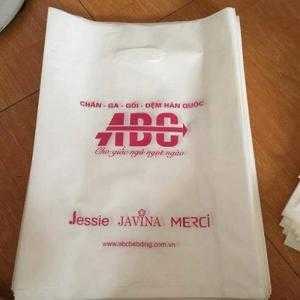 CHĂN - GA - GỐI - ĐỆM HÀN QUỐC
ABC
Cho giấc ngủ ngọt ngào
Jessie JAVINA MERCI
www.abcbedding.com.vn